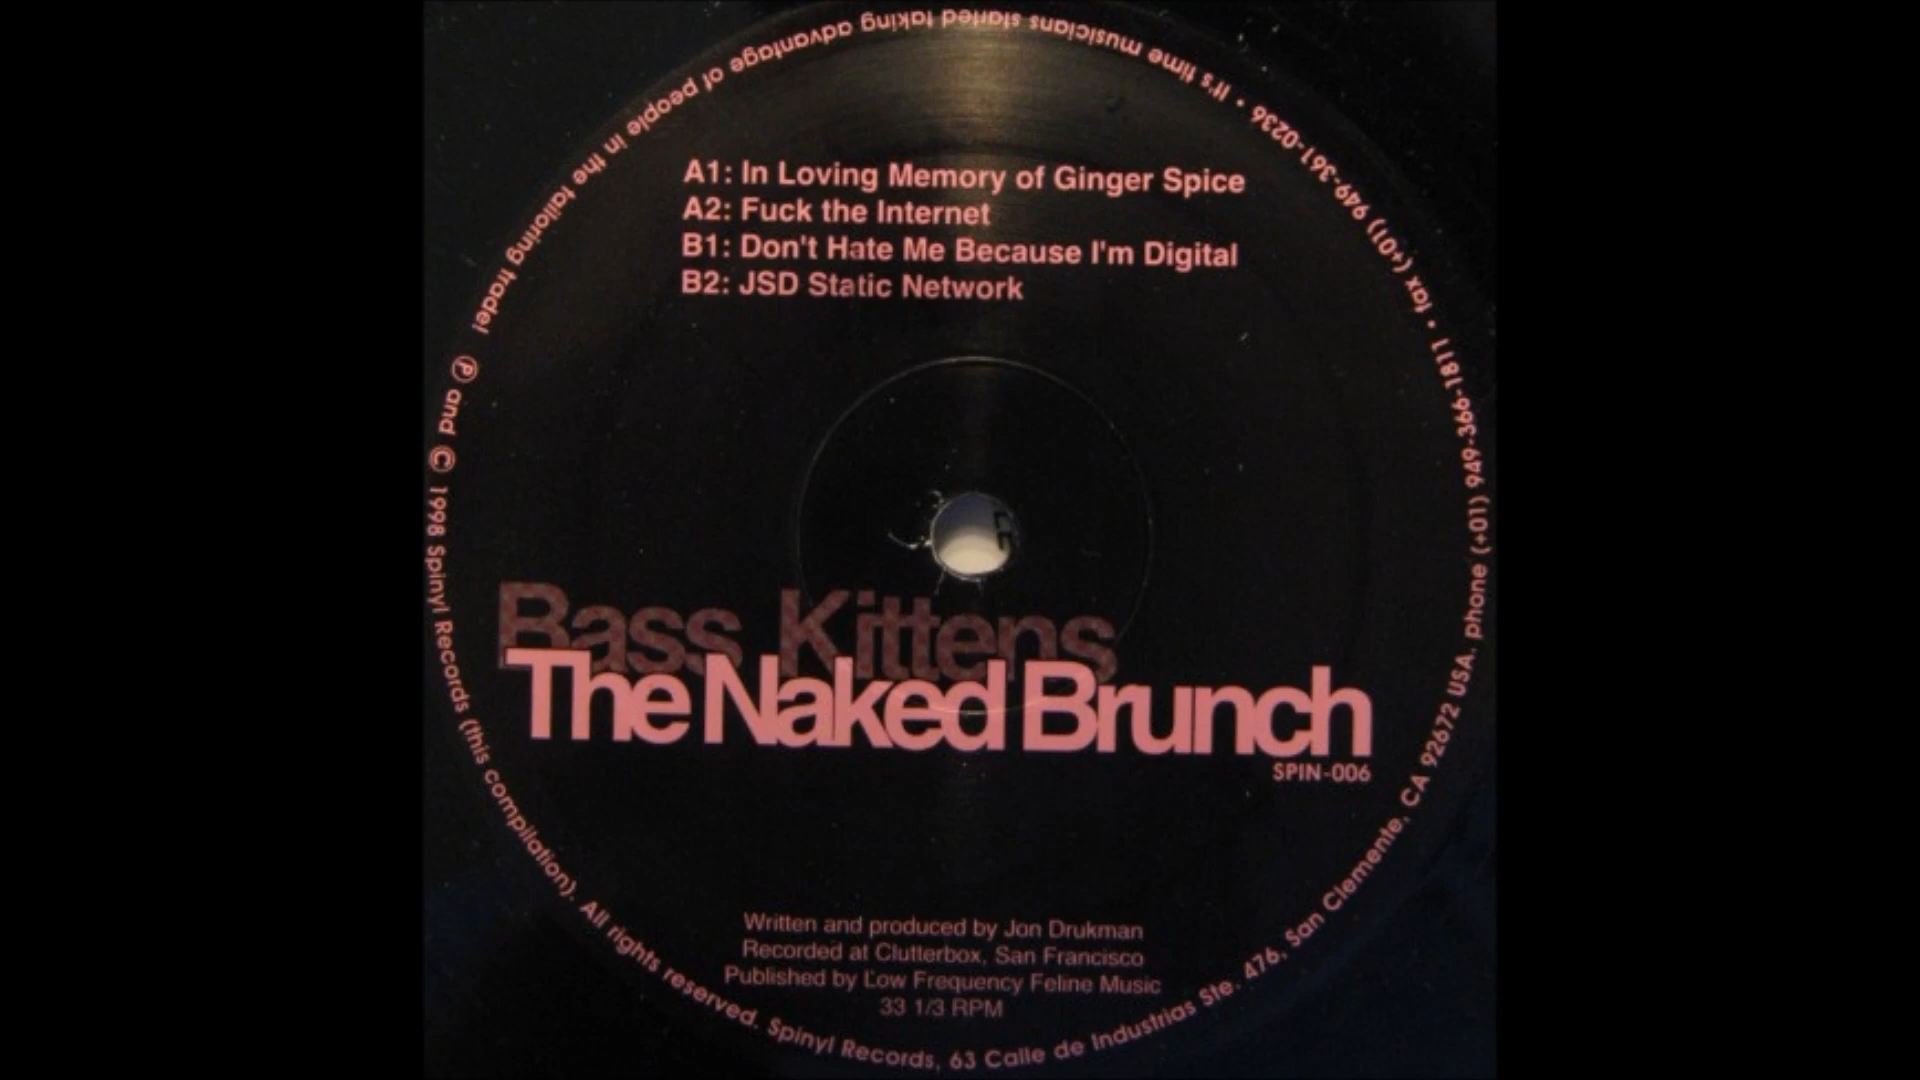 A1: In Loving Memory of Ginger Spice
A2: Fuck the Internet
B1: Don't Hate Me Because I'm Digital
B2: JSD Static Network
Bass Kittens
The Naked Brunch
SPIN-006
Written and produced by Jon Drukman
Recorded at Clutterbox, San Francisco
Published by Low Frequency Feline Music
33 1/3 RPM
Ⓟ and © 1998 Spinyl Records (this compilation). All rights reserved. Spinyl Records, 63 Calle de Industrias Ste. 476, San Clemente, CA 92672 USA. phone (+01) 949-366-1811 • fax (+01) 949-361-0236 • It's time musicians started taking advantage of people in the tailoring trade!